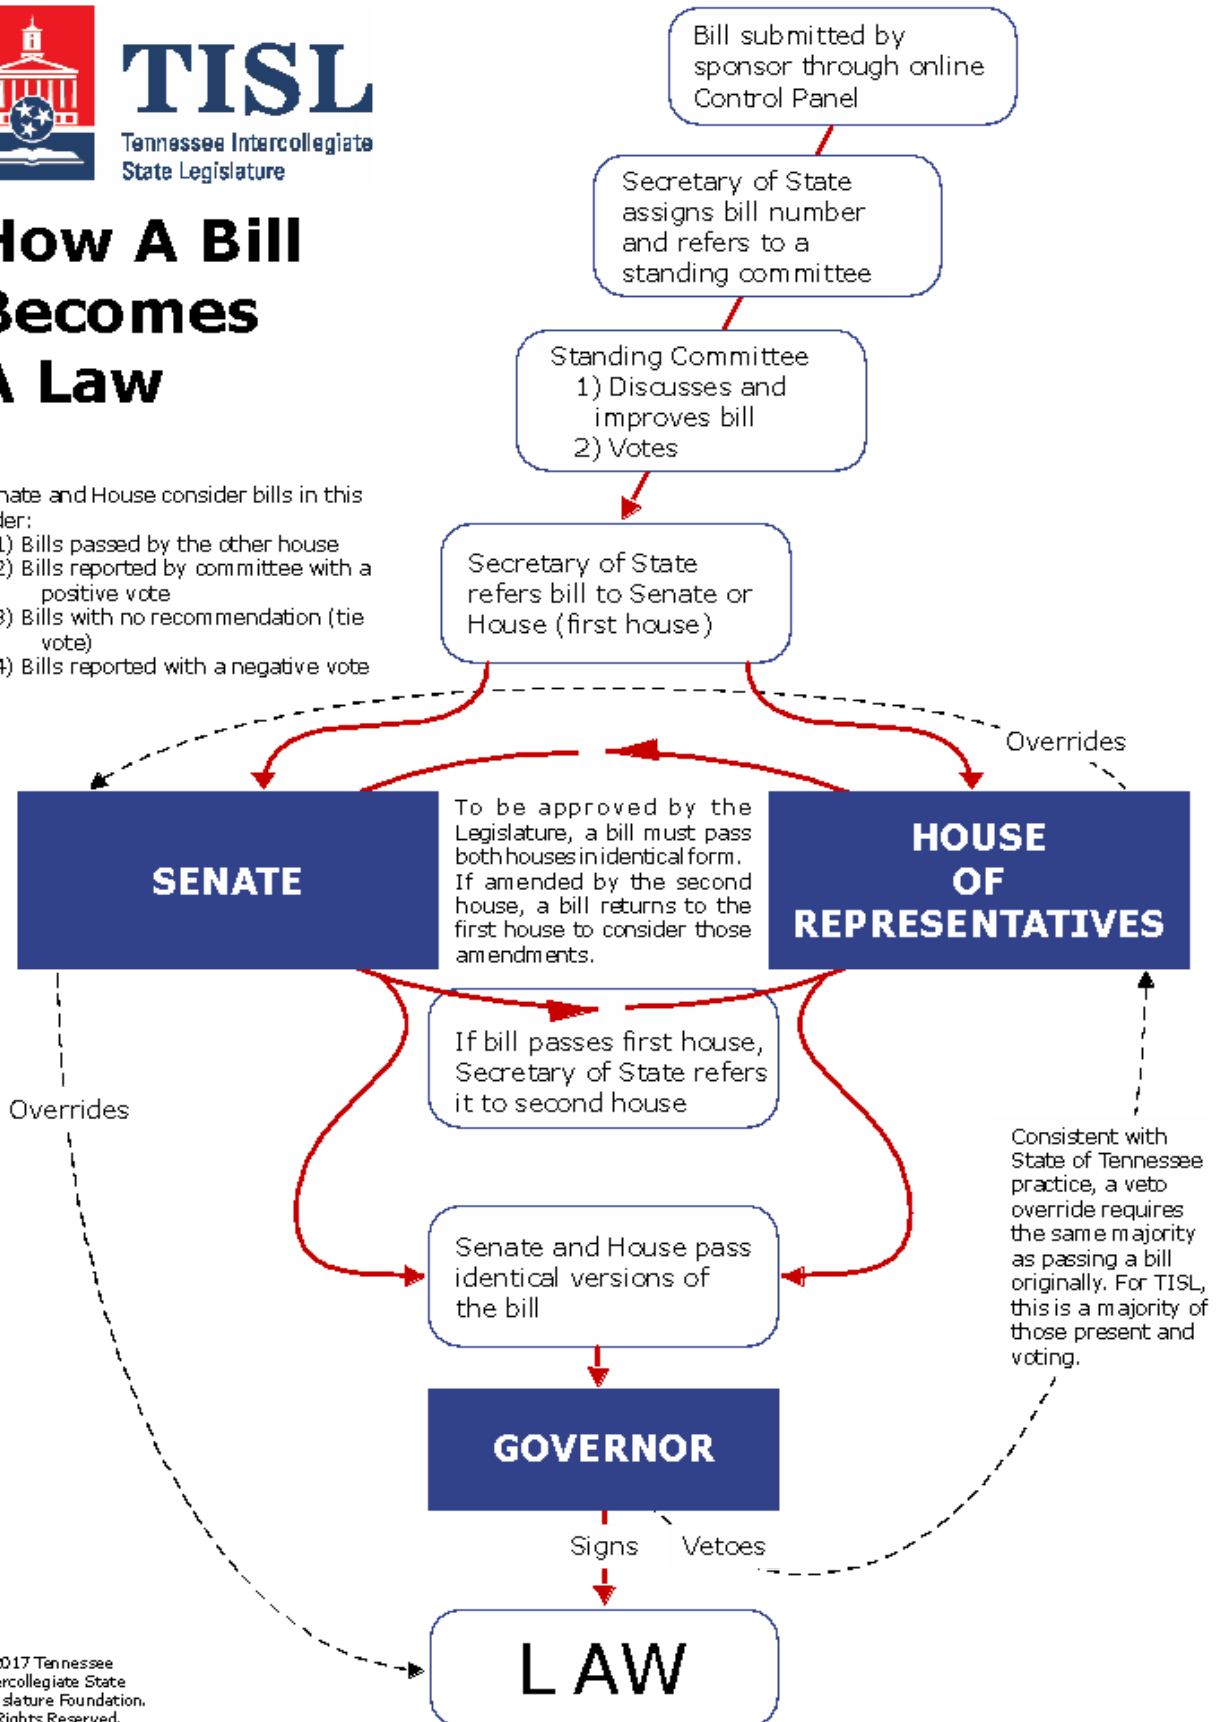 TISL
Tennessee Intercollegiate
State Legislature
How A Bill
Becomes
A Law
nate and House consider bills in this
der:
1) Bills passed by the other house
2) Bills reported by committee with a
positive vote
3) Bills with no recommendation (tie
vote)
4) Bills reported with a negative vote
Bill submitted by
sponsor through online
Control Panel
Secretary of State
assigns bill number
and refers to a
standing committee
Standing Committee
1) Discusses and
improves bill
2) Votes
Secretary of State
refers bill to Senate or
House (first house)
Overrides
SENATE
To be approved by the
Legislature, a bill must pass
both houses in identical form.
If amended by the second
house, a bill returns to the
first house to consider those
amendments.
HOUSE
OF
REPRESENTATIVES
If bill passes first house,
Secretary of State refers
it to second house
Overrides
Consistent with
State of Tennessee
practice, a veto
override requires
the same majority
as passing a bill
originally. For TISL,
this is a majority of
those present and
voting.
Senate and House pass
identical versions of
the bill
GOVERNOR
Signs
Vetoes
LAW
2017 Tennessee
ercollegiate State
slature Foundation.
Rights Reserved.